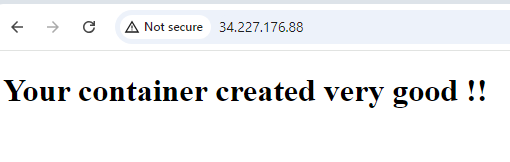 Not secure 34.227.176.88
Your container created very good !!